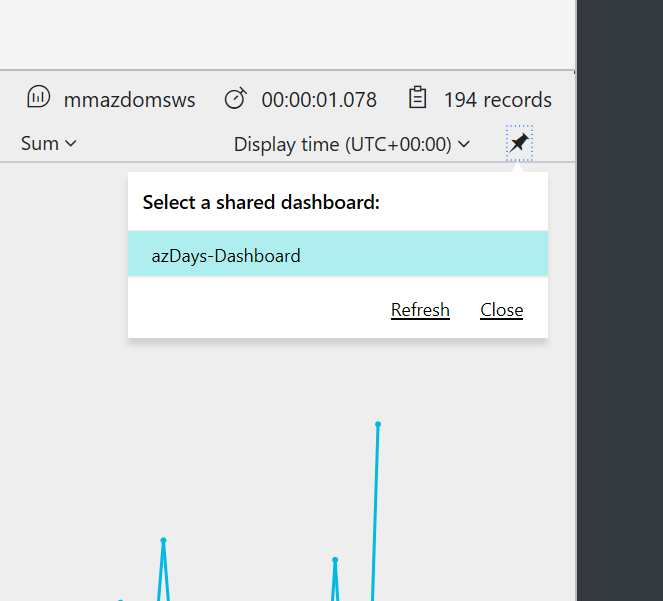 mmazdomsws 00:00:01.078 194 records
Sum Display time (UTC+00:00)
Select a shared dashboard:
azDays-Dashboard
Refresh Close